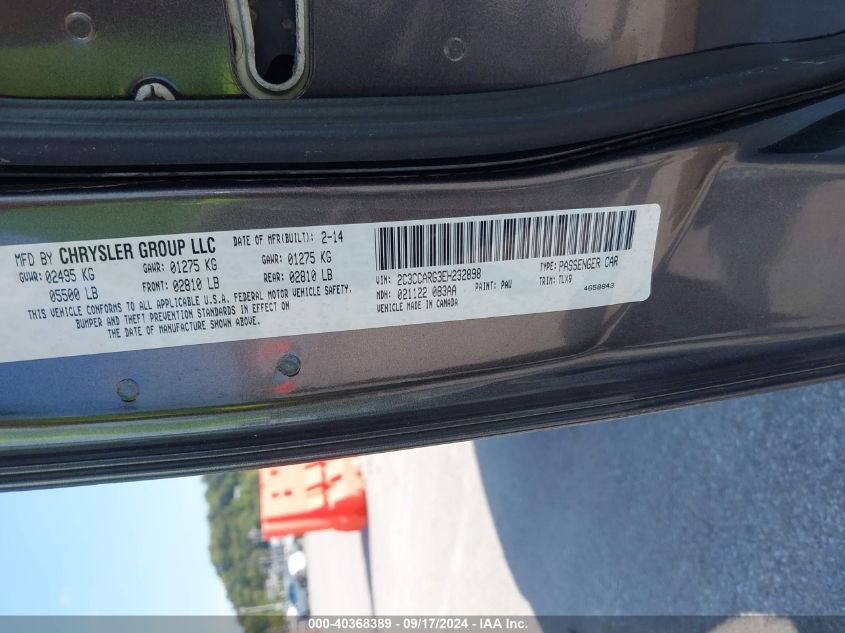 MFD BY CHRYSLER GROUP LLC DATE OF MFR(BUILT): 2-14
GVWR: 02495 KG GAWR: 01275 KG GAWR: 01275 KG
05500 LB FRONT: 02810 LB REAR: 02810 LB
THIS VEHICLE CONFORMS TO ALL APPLICABLE U.S.A. FEDERAL MOTOR VEHICLE SAFETY,
BUMPER AND THEFT PREVENTION STANDARDS IN EFFECT ON
THE DATE OF MANUFACTURE SHOWN ABOVE.
VIN: 2C3CCARG3EH232898 TYPE: PASSENGER CAR
MDH: 021122 083AA PAINT: PAU TRIM: TLX9
VEHICLE MADE IN CANADA 4658843
000-40368389 - 09/17/2024 - IAA Inc.